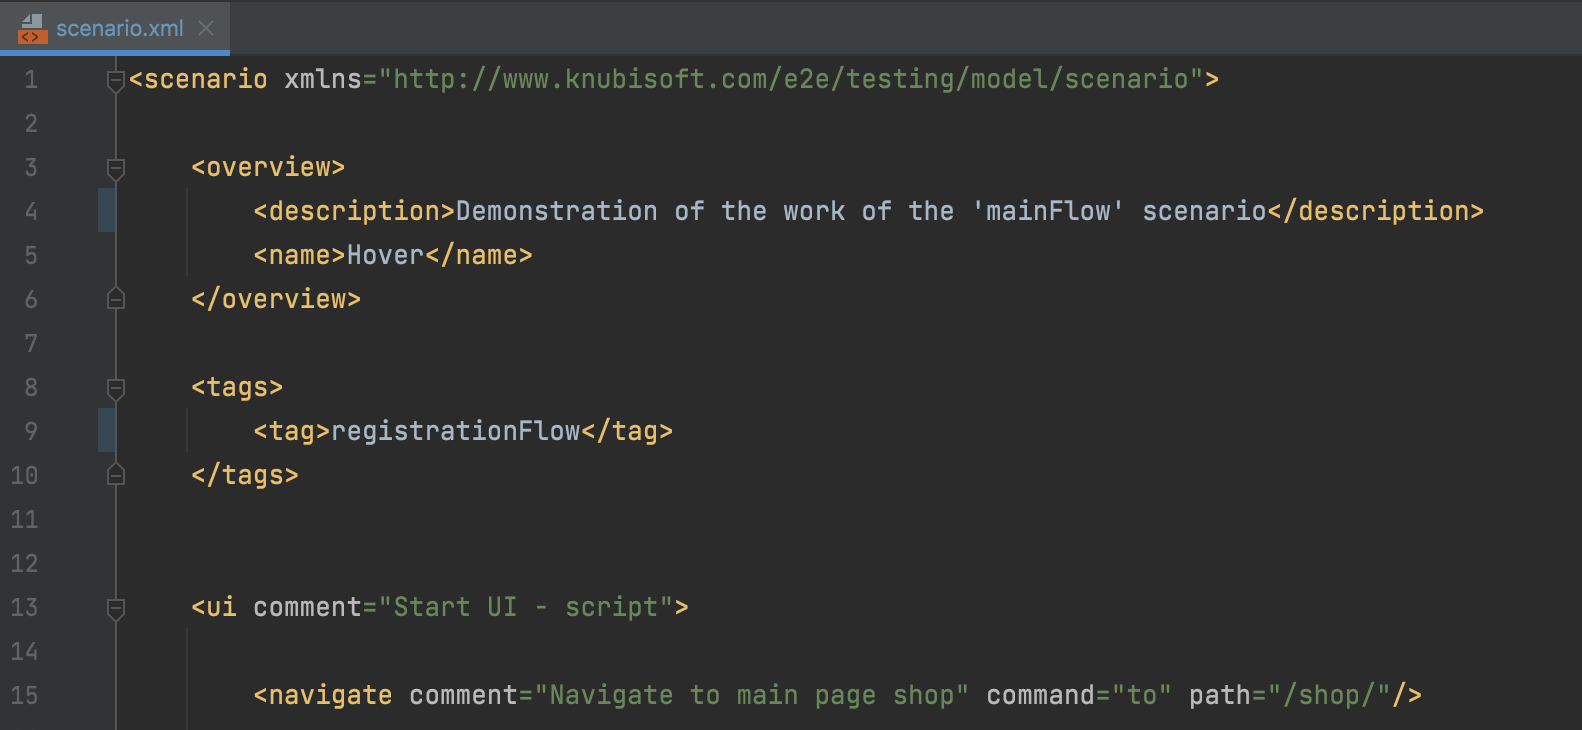 scenario.xml
1 <scenario xmlns="http://www.knubisoft.com/e2e/testing/model/scenario">
2
3 <overview>
4 <description>Demonstration of the work of the 'mainFlow' scenario</description>
5 <name>Hover</name>
6 </overview>
7
8 <tags>
9 <tag>registrationFlow</tag>
10 </tags>
11
12
13 <ui comment="Start UI - script">
14
15 <navigate comment="Navigate to main page shop" command="to" path="/shop/"/>